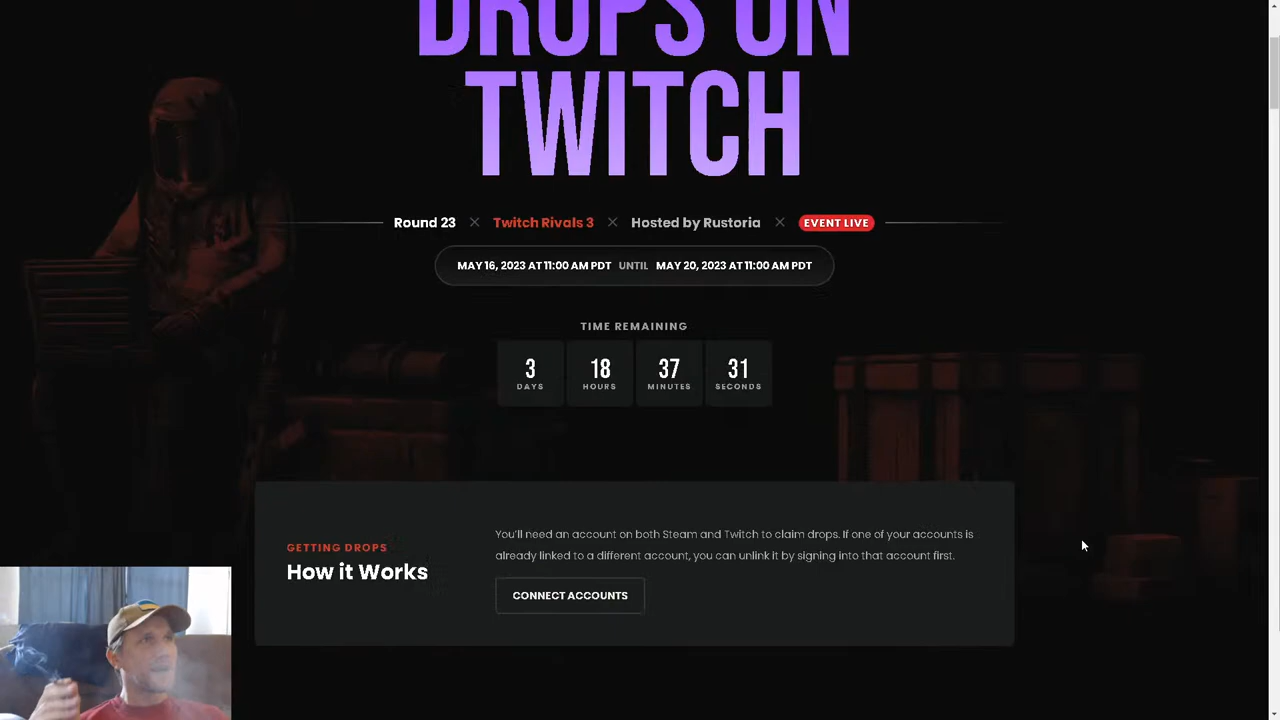 DROPS ON
TWITCH
Round 23 × Twitch Rivals 3 × Hosted by Rustoria × EVENT LIVE
MAY 16, 2023 AT 11:00 AM PDT UNTIL MAY 20, 2023 AT 11:00 AM PDT
TIME REMAINING
3 18 37 31
DAYS HOURS MINUTES SECONDS
You'll need an account on both Steam and Twitch to claim drops. If one of your accounts is
already linked to a different account, you can unlink it by signing into that account first.
GETTING DROPS
How it Works
CONNECT ACCOUNTS